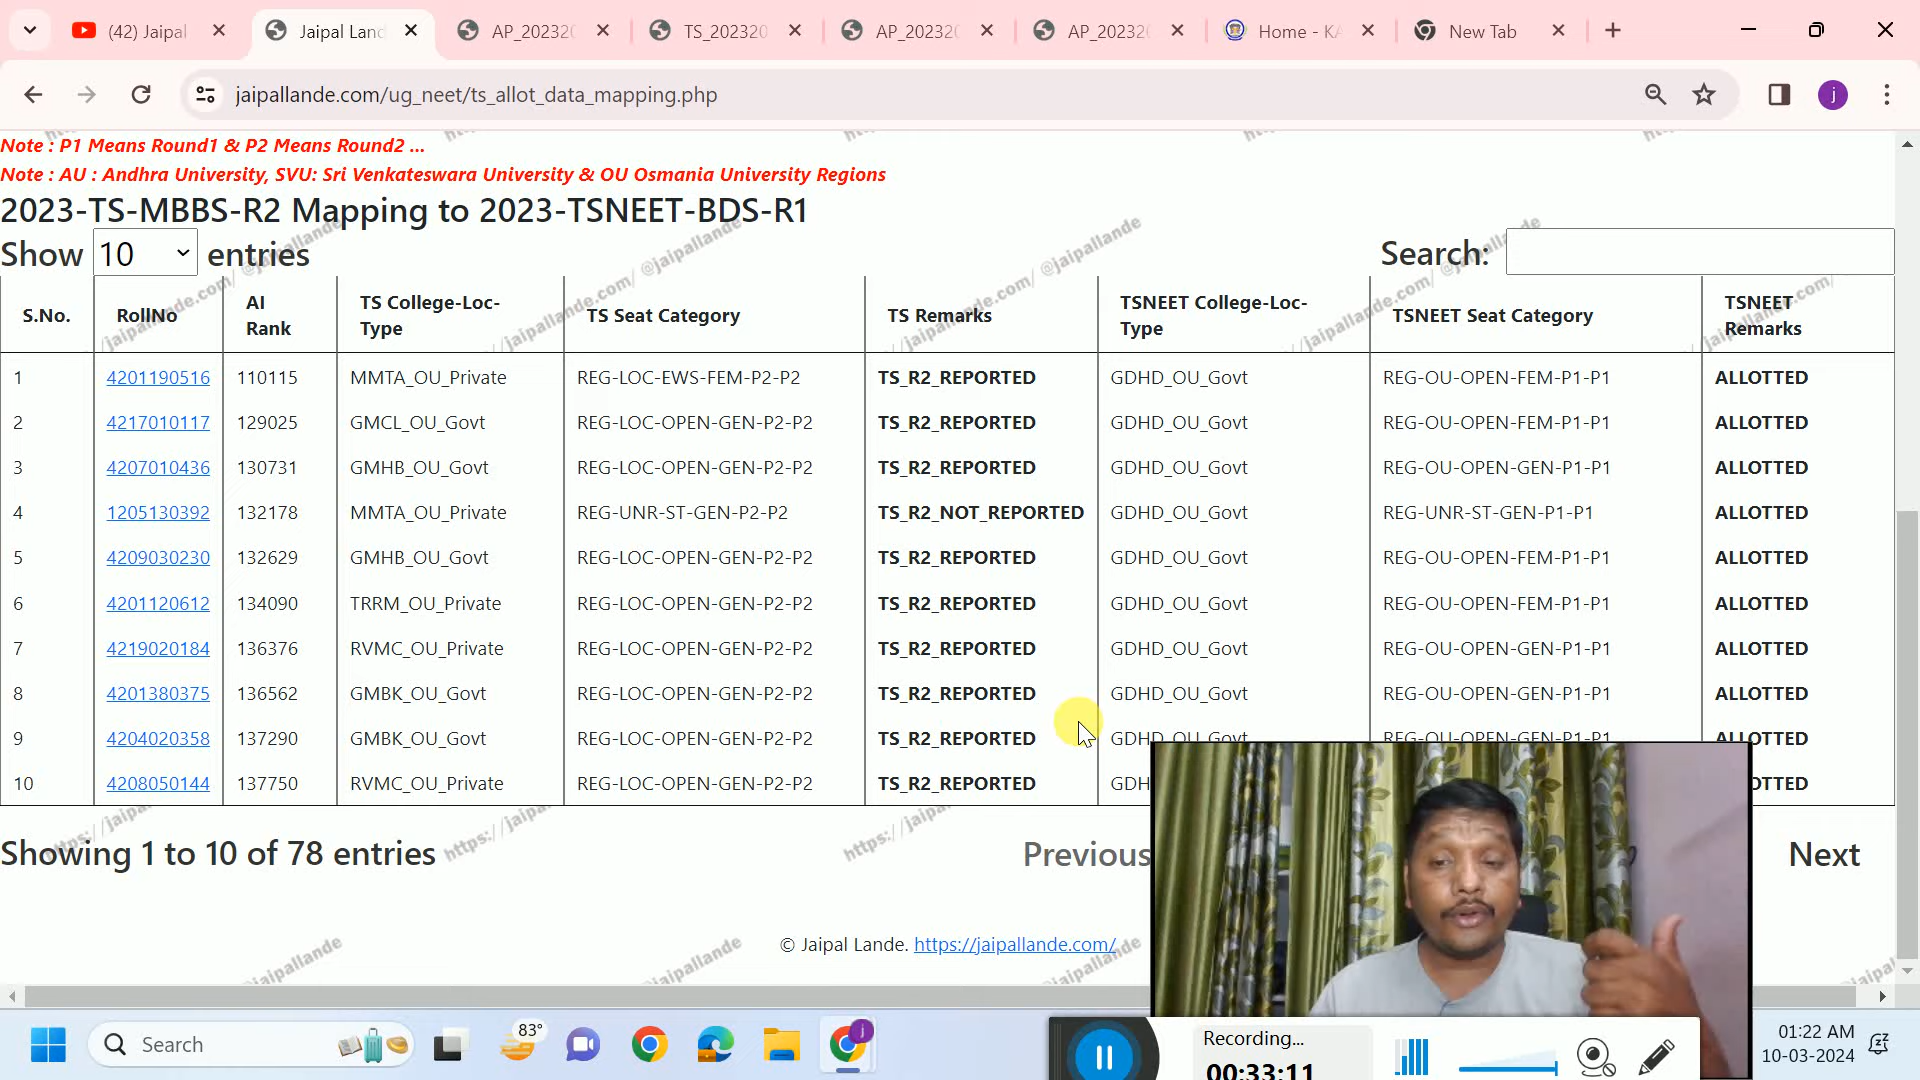 (42) Jaipal
Jaipal Land
AP_20232
TS_202320
AP_20232
AP_20232
Home - KA
New Tab
jaipallande.com/ug_neet/ts_allot_data_mapping.php
j
Note : P1 Means Round1 & P2 Means Round2 ...
Note : AU : Andhra University, SVU: Sri Venkateswara University & OU Osmania University Regions
2023-TS-MBBS-R2 Mapping to 2023-TSNEET-BDS-R1
Show 10 entries
Search:
S.No. RollNo AI Rank TS College-Loc-Type TS Seat Category TS Remarks TSNEET College-Loc-Type TSNEET Seat Category TSNEET Remarks
1 4201190516 110115 MMTA_OU_Private REG-LOC-EWS-FEM-P2-P2 TS_R2_REPORTED GDHD_OU_Govt REG-OU-OPEN-FEM-P1-P1 ALLOTTED
2 4217010117 129025 GMCL_OU_Govt REG-LOC-OPEN-GEN-P2-P2 TS_R2_REPORTED GDHD_OU_Govt REG-OU-OPEN-FEM-P1-P1 ALLOTTED
3 4207010436 130731 GMHB_OU_Govt REG-LOC-OPEN-GEN-P2-P2 TS_R2_REPORTED GDHD_OU_Govt REG-OU-OPEN-GEN-P1-P1 ALLOTTED
4 1205130392 132178 MMTA_OU_Private REG-UNR-ST-GEN-P2-P2 TS_R2_NOT_REPORTED GDHD_OU_Govt REG-UNR-ST-GEN-P1-P1 ALLOTTED
5 4209030230 132629 GMHB_OU_Govt REG-LOC-OPEN-GEN-P2-P2 TS_R2_REPORTED GDHD_OU_Govt REG-OU-OPEN-FEM-P1-P1 ALLOTTED
6 4201120612 134090 TRRM_OU_Private REG-LOC-OPEN-GEN-P2-P2 TS_R2_REPORTED GDHD_OU_Govt REG-OU-OPEN-FEM-P1-P1 ALLOTTED
7 4219020184 136376 RVMC_OU_Private REG-LOC-OPEN-GEN-P2-P2 TS_R2_REPORTED GDHD_OU_Govt REG-OU-OPEN-GEN-P1-P1 ALLOTTED
8 4201380375 136562 GMBK_OU_Govt REG-LOC-OPEN-GEN-P2-P2 TS_R2_REPORTED GDHD_OU_Govt REG-OU-OPEN-GEN-P1-P1 ALLOTTED
9 4204020358 137290 GMBK_OU_Govt REG-LOC-OPEN-GEN-P2-P2 TS_R2_REPORTED GDHD_OU_Govt REG-OU-OPEN-GEN-P1-P1 ALLOTTED
10 4208050144 137750 RVMC_OU_Private REG-LOC-OPEN-GEN-P2-P2 TS_R2_REPORTED GDH OTTED
Showing 1 to 10 of 78 entries
Previous
Next
© Jaipal Lande. https://jaipallande.com/
Search
83°
Recording...
00:33:11
01:22 AM
10-03-2024